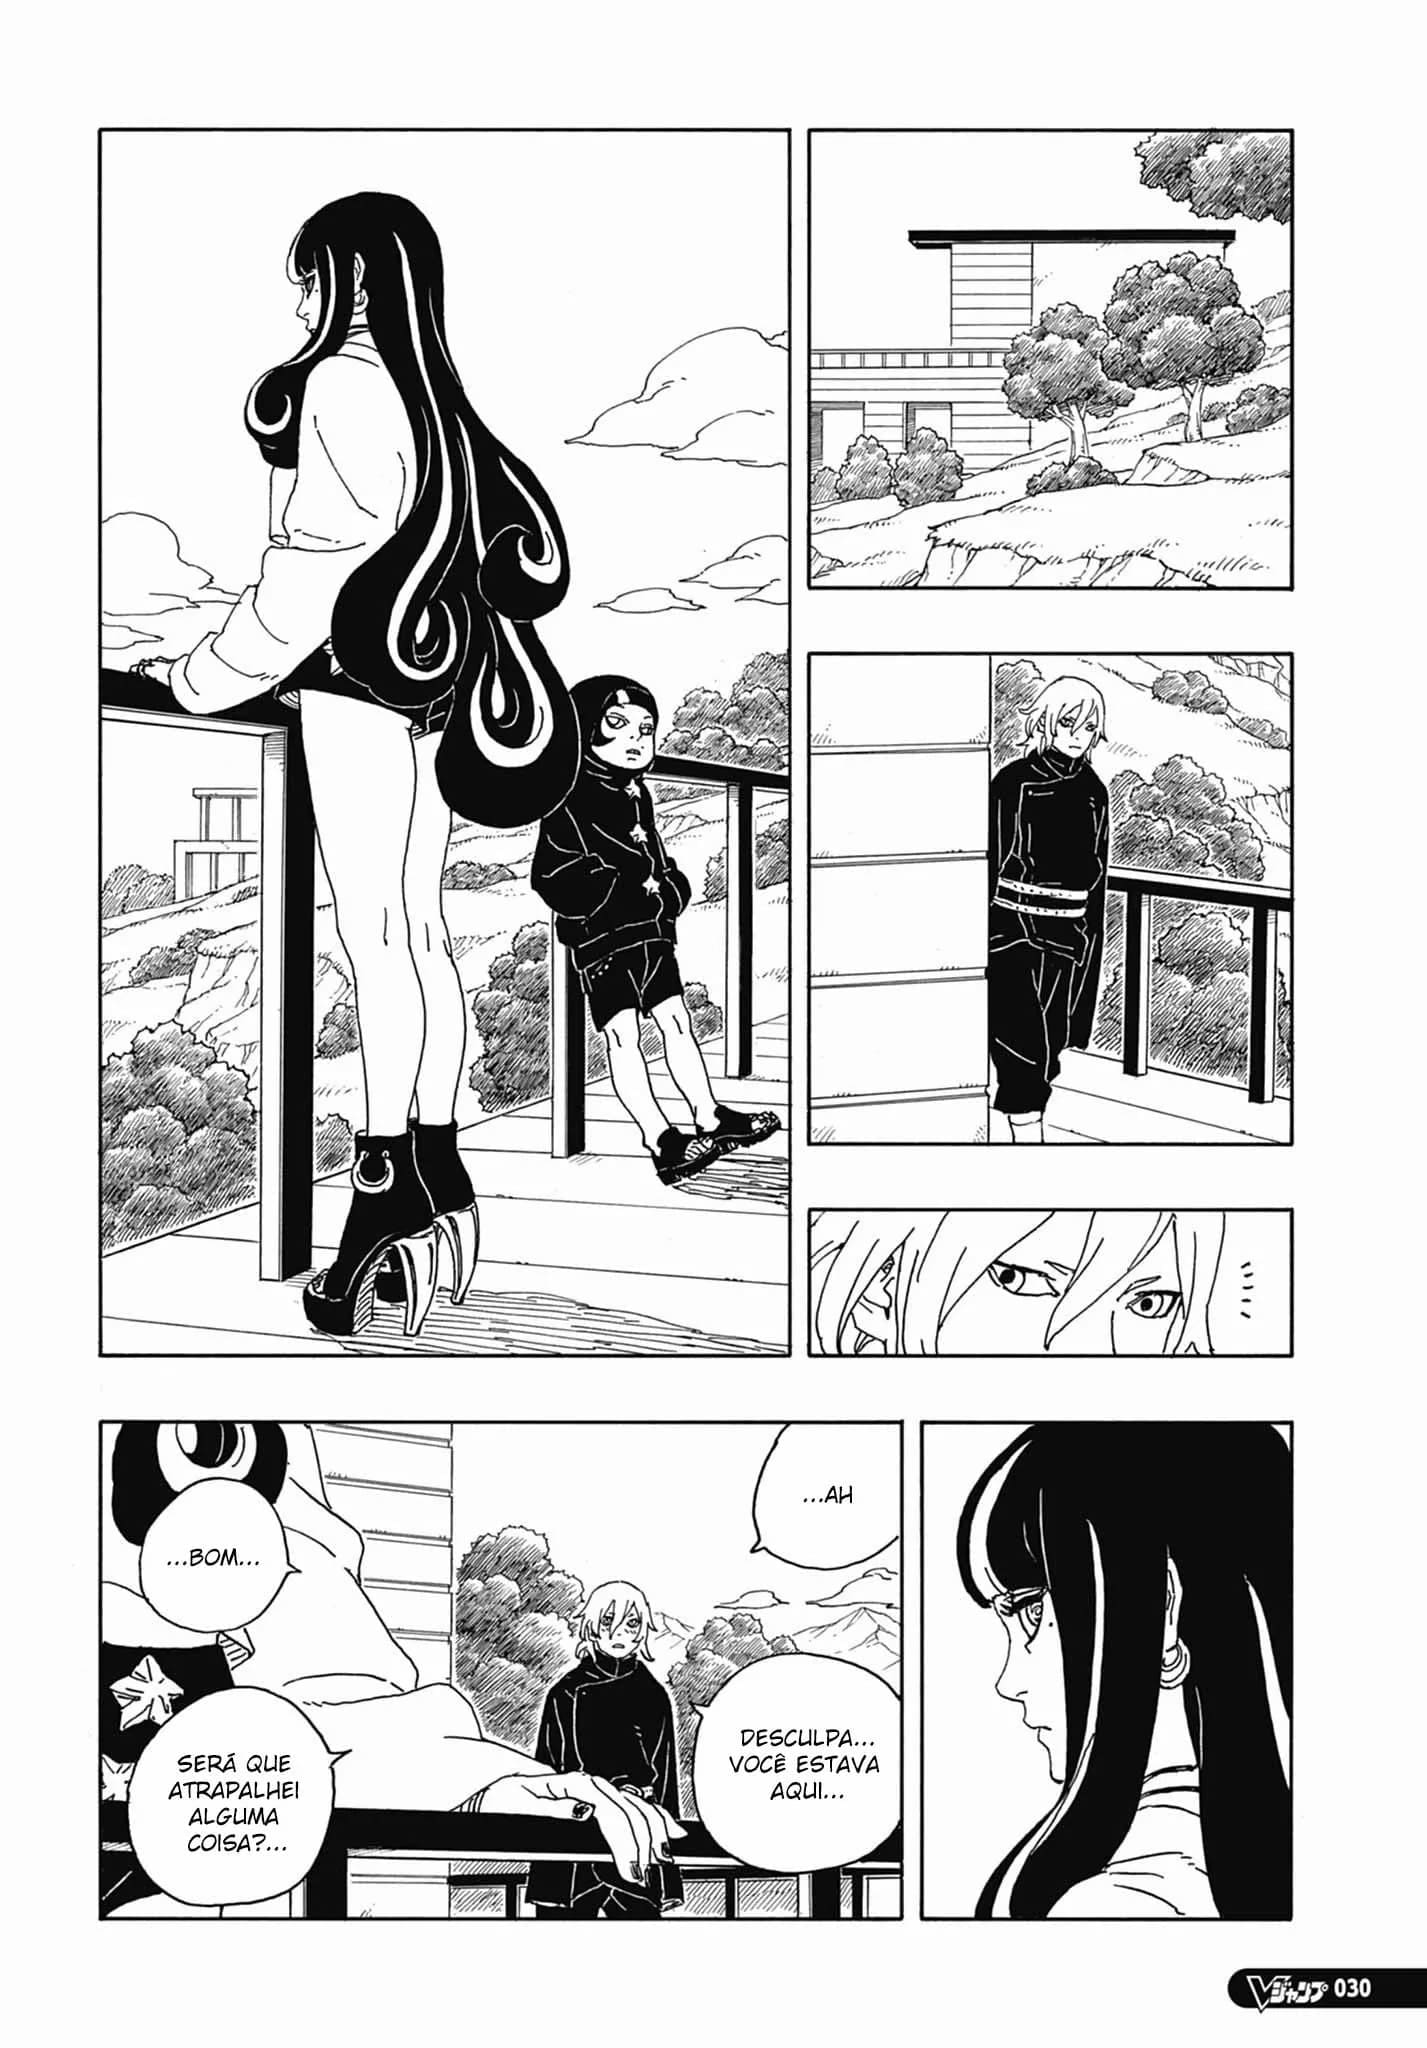 ...AH
DESCULPA...
VOCÊ ESTAVA
AQUI...
...BOM...
SERÁ QUE
ATRAPALHEI
ALGUMA
COISA?...
Vジャンプ 030